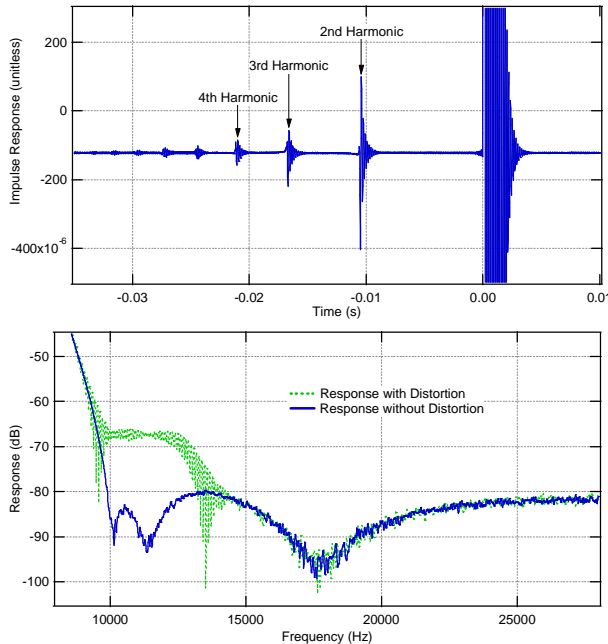 2nd Harmonic
3rd Harmonic
4th Harmonic
Impulse Response (unitless)
200
0
-200
-400x10⁻⁶
-0.03
-0.02
-0.01
0.00
0.01
Time (s)
Response with Distortion
Response without Distortion
Response (dB)
-50
-60
-70
-80
-90
-100
10000
15000
20000
25000
Frequency (Hz)